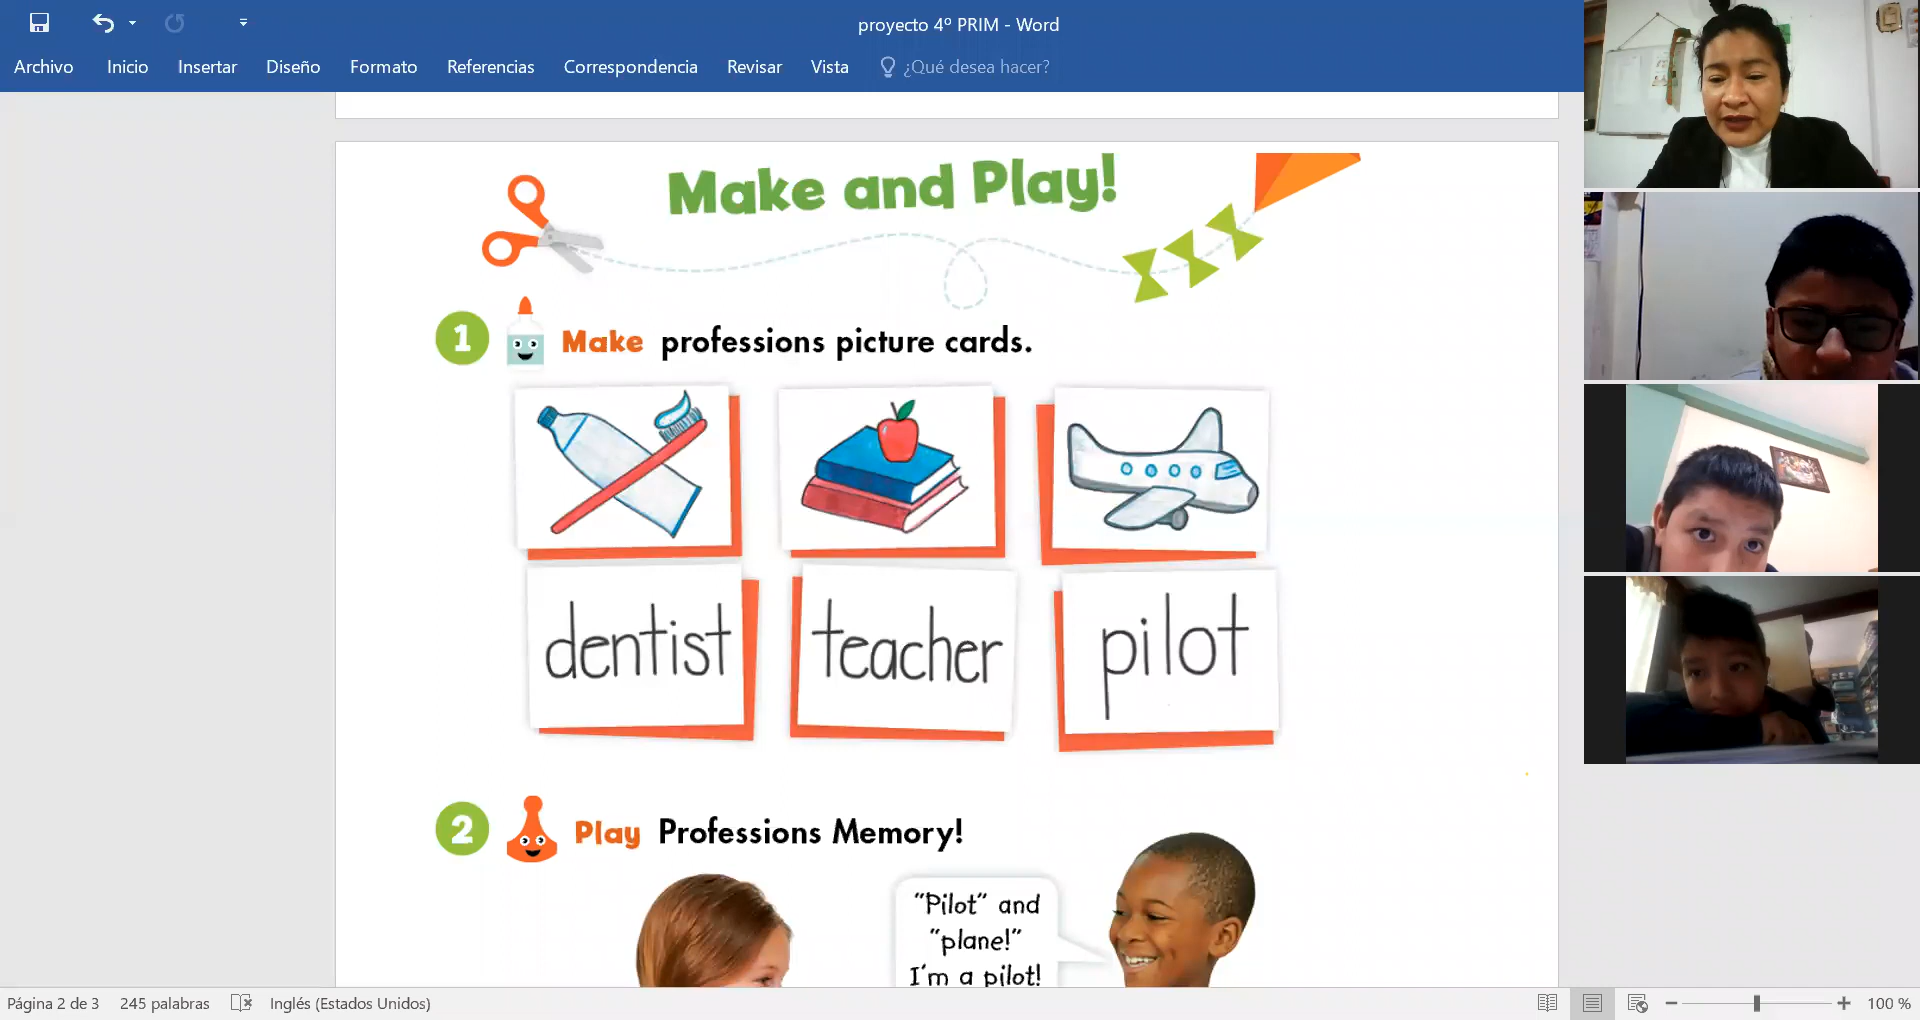 proyecto 4º PRIM - Word
Archivo Inicio Insertar Diseño Formato Referencias Correspondencia Revisar Vista ¿Qué desea hacer?
Make and Play!
1 Make professions picture cards.
dentist teacher pilot
2 Play Professions Memory!
"Pilot" and
"plane!"
I'm a pilot!
Página 2 de 3 245 palabras Inglés (Estados Unidos) 100 %